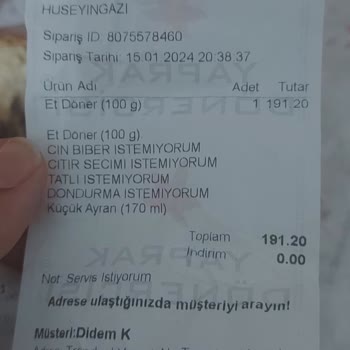 HUSEYINGAZI
Sipariş ID: 8075578460
Sipariş Tarihi: 15.01.2024 20:38:37
Ürün Adı Adet Tutar
Et Döner (100 g) 1 191.20
Et Döner (100 g)
CIN BIBER ISTEMIYORUM
CITIR SECIMI ISTEMIYORUM
TATLI ISTEMIYORUM
DONDURMA ISTEMIYORUM
Küçük Ayran (170 ml)
Toplam 191.20
İndirim 0.00
Not: Servis İstiyorum
Adrese ulaştığınızda müşteriyi arayın!
Müşteri:Didem K